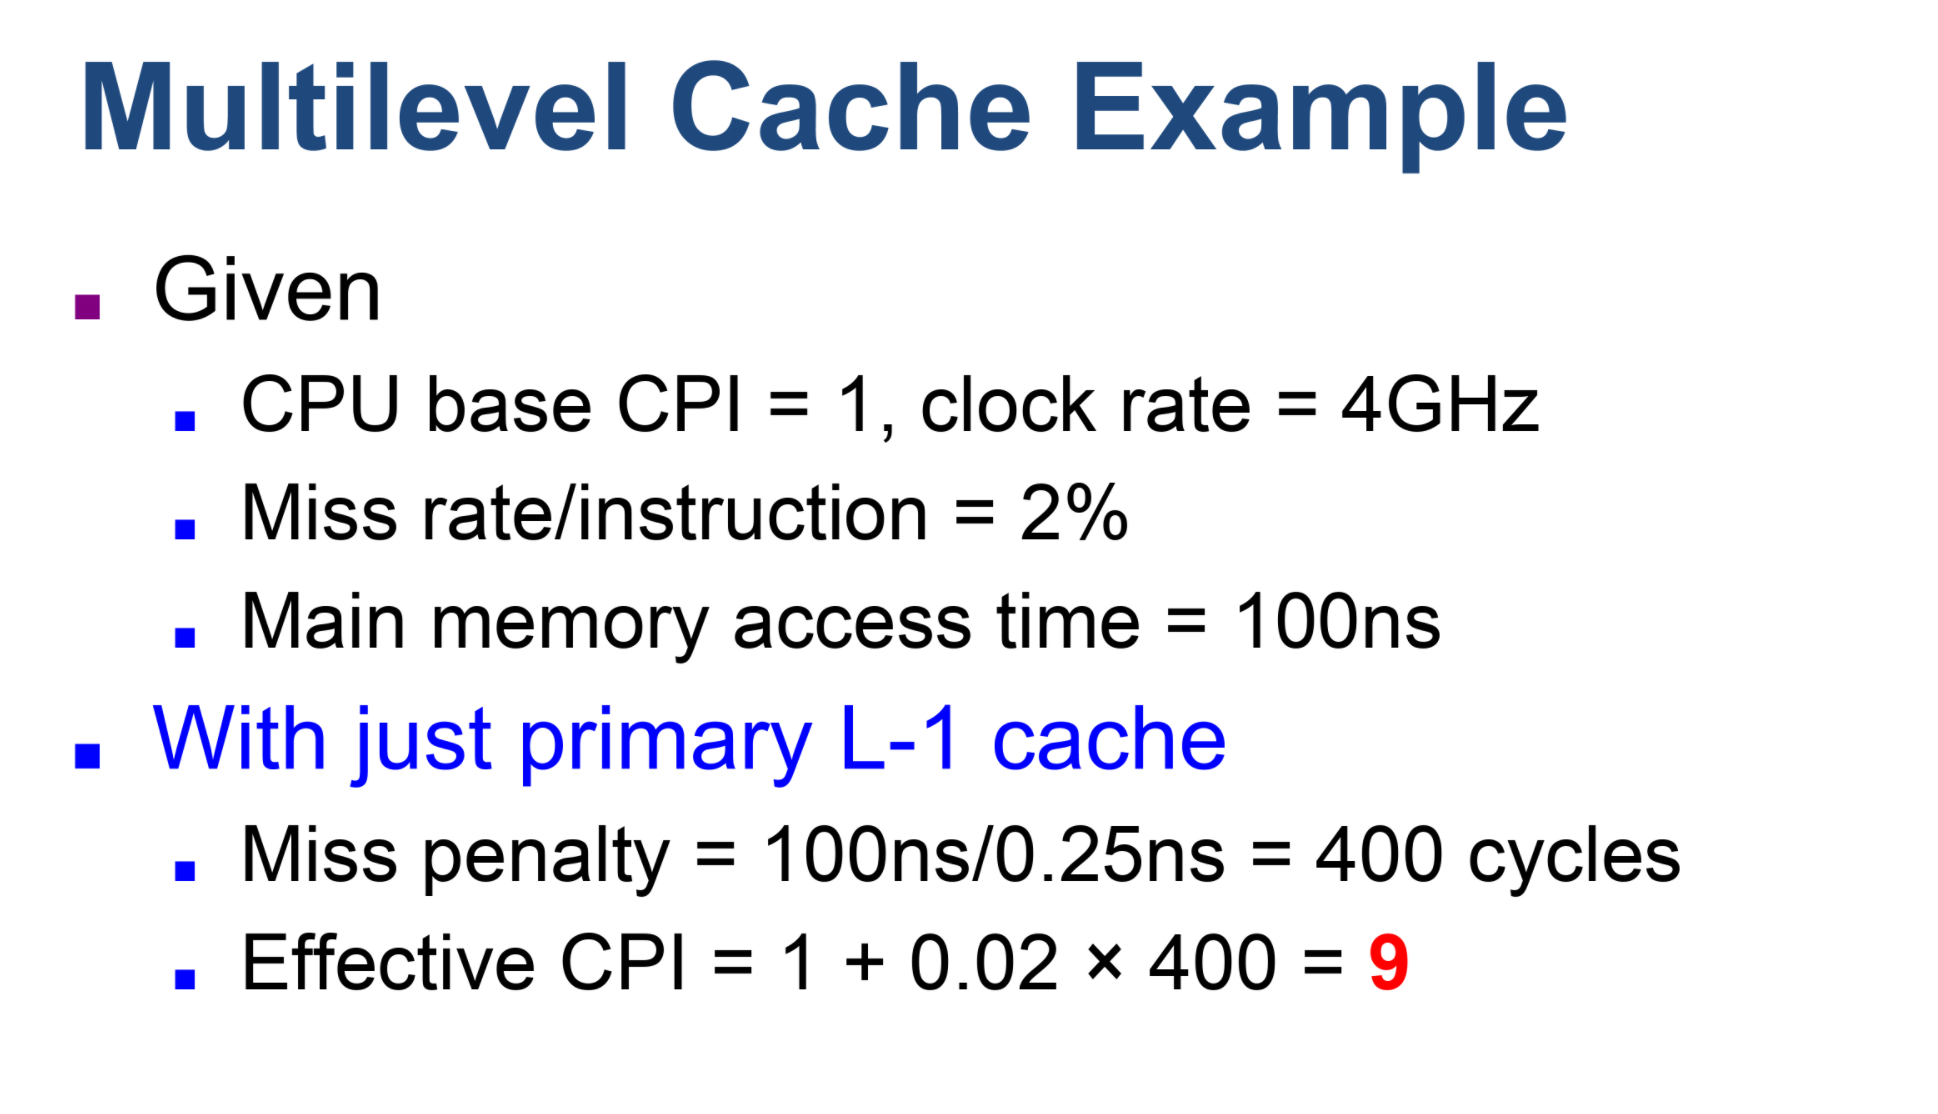 Multilevel Cache Example
Given
CPU base CPI = 1, clock rate = 4GHz
Miss rate/instruction = 2%
Main memory access time = 100ns
With just primary L-1 cache
Miss penalty = 100ns/0.25ns = 400 cycles
Effective CPI = 1 + 0.02 × 400 = 9